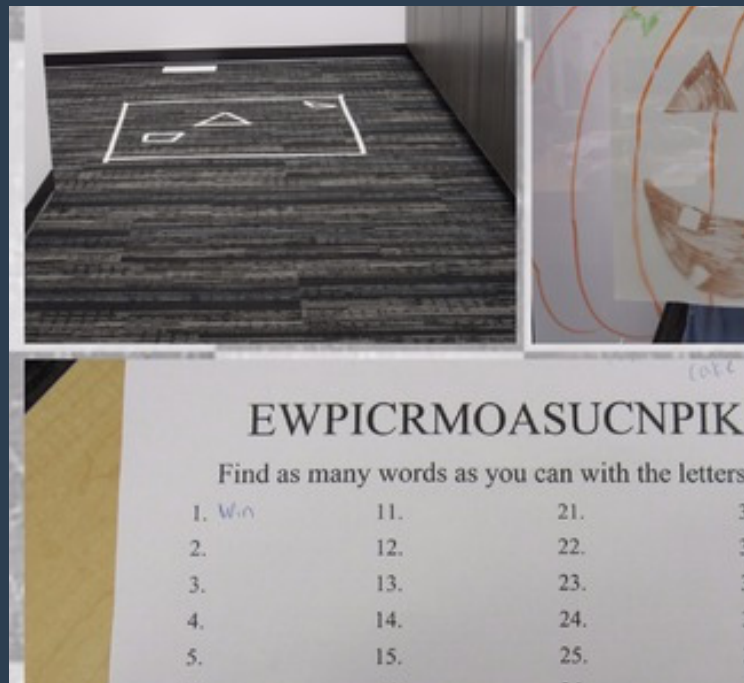 cake
EWPICRMOASUCNPIK
Find as many words as you can with the letters
1. Win 11. 21.
2. 12. 22.
3. 13. 23.
4. 14. 24.
5. 15. 25.